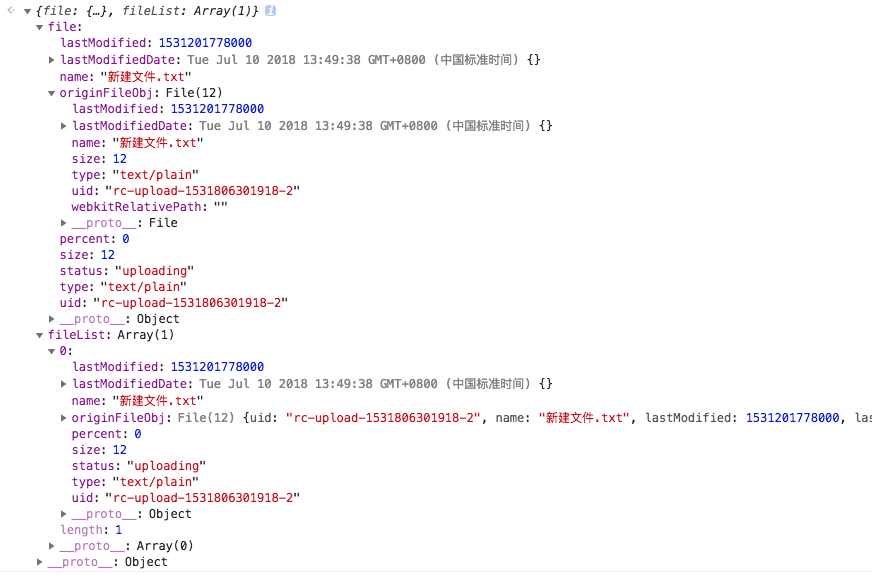 {file: {…}, fileList: Array(1)} i
file:
lastModified: 1531201778000
lastModifiedDate: Tue Jul 10 2018 13:49:38 GMT+0800 (中国标准时间) {}
name: "新建文件.txt"
originFileObj: File(12)
lastModified: 1531201778000
lastModifiedDate: Tue Jul 10 2018 13:49:38 GMT+0800 (中国标准时间) {}
name: "新建文件.txt"
size: 12
type: "text/plain"
uid: "rc-upload-1531806301918-2"
webkitRelativePath: ""
__proto__: File
percent: 0
size: 12
status: "uploading"
type: "text/plain"
uid: "rc-upload-1531806301918-2"
__proto__: Object
fileList: Array(1)
0:
lastModified: 1531201778000
lastModifiedDate: Tue Jul 10 2018 13:49:38 GMT+0800 (中国标准时间) {}
name: "新建文件.txt"
originFileObj: File(12) {uid: "rc-upload-1531806301918-2", name: "新建文件.txt", lastModified: 1531201778000, las
percent: 0
size: 12
status: "uploading"
type: "text/plain"
uid: "rc-upload-1531806301918-2"
__proto__: Object
length: 1
__proto__: Array(0)
__proto__: Object